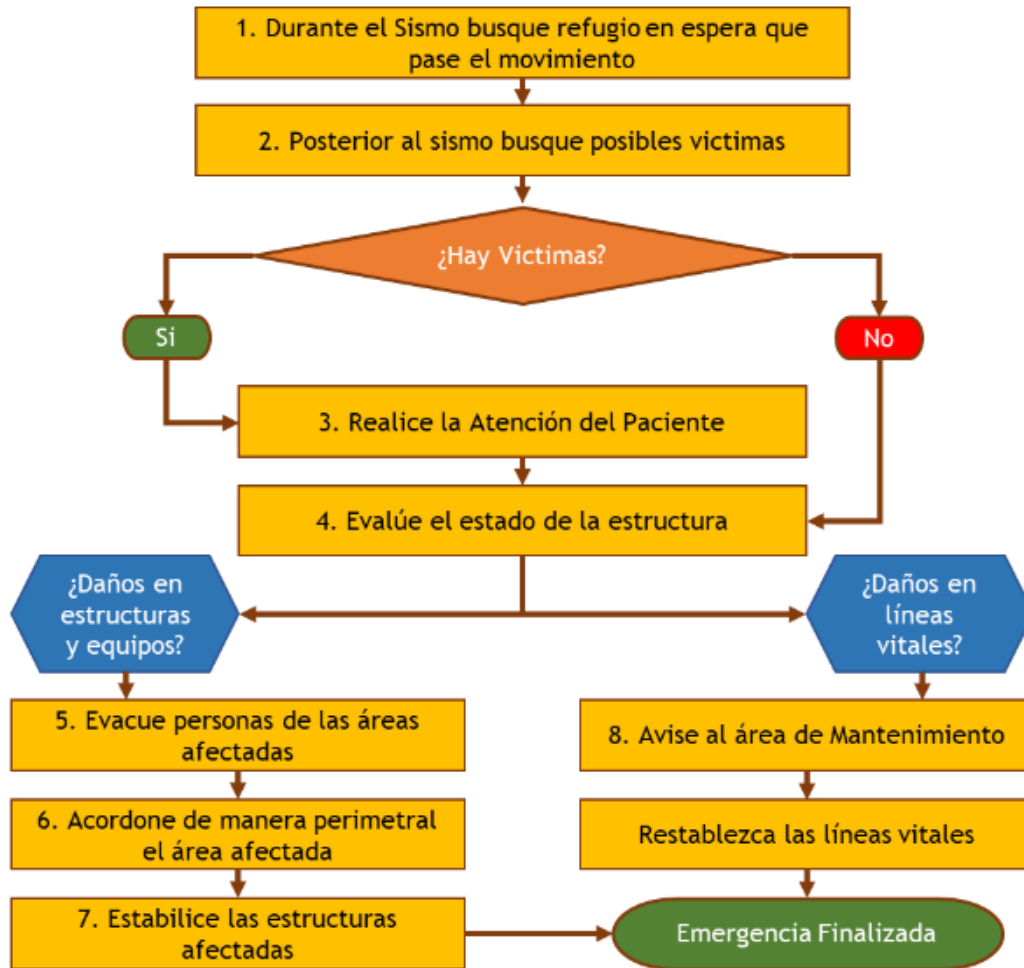 1. Durante el Sismo busque refugio en espera que
pase el movimiento
2. Posterior al sismo busque posibles victimas
¿Hay Victimas?
Si
No
3. Realice la Atención del Paciente
4. Evalúe el estado de la estructura
¿Daños en
estructuras
y equipos?
¿Daños en
líneas
vitales?
5. Evacue personas de las áreas
afectadas
8. Avise al área de Mantenimiento
6. Acordone de manera perimetral
el área afectada
Restablezca las líneas vitales
7. Estabilice las estructuras
afectadas
Emergencia Finalizada